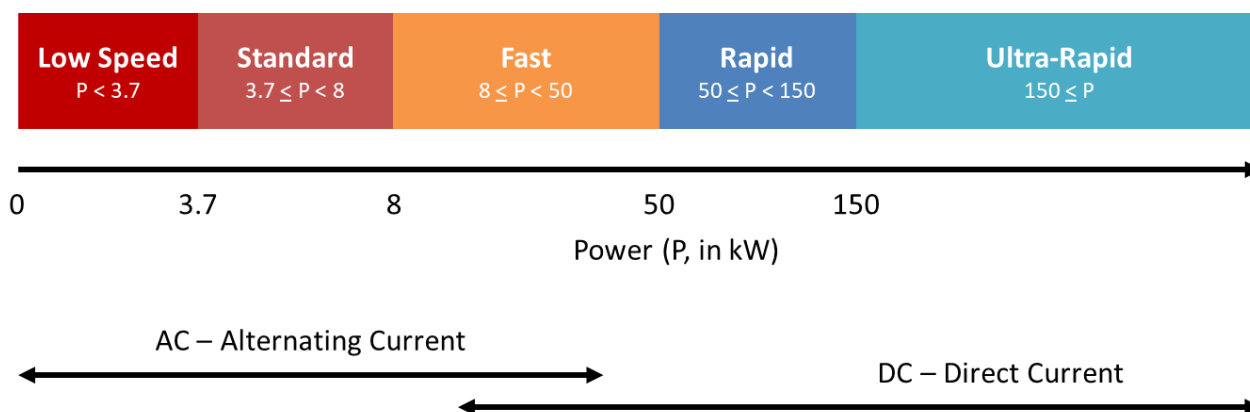 Low Speed
P < 3.7
Standard
3.7 ≤ P < 8
Fast
8 ≤ P < 50
Rapid
50 ≤ P < 150
Ultra-Rapid
150 ≤ P
0 3.7 8 50 150
Power (P, in kW)
AC – Alternating Current
DC – Direct Current